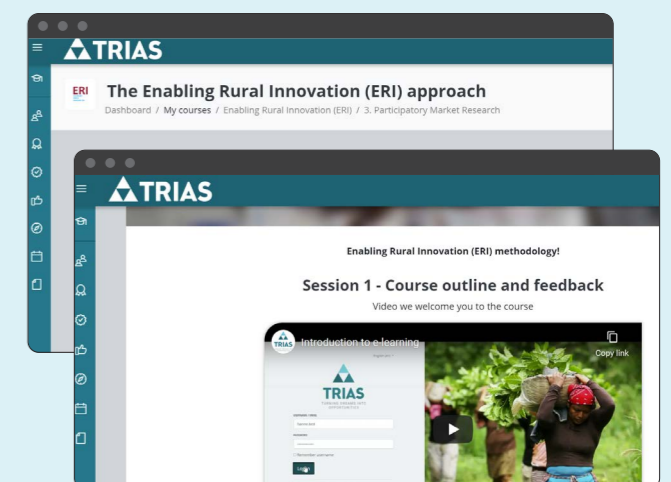 TRIAS
ERI
The Enabling Rural Innovation (ERI) approach
Dashboard / My courses / Enabling Rural Innovation (ERI) / 3. Participatory Market Research
TRIAS
Enabling Rural Innovation (ERI) methodology!
Session 1 - Course outline and feedback
Video we welcome you to the course
TRIAS
Introduction to e-learning
Copy link
TRIAS
Remember username